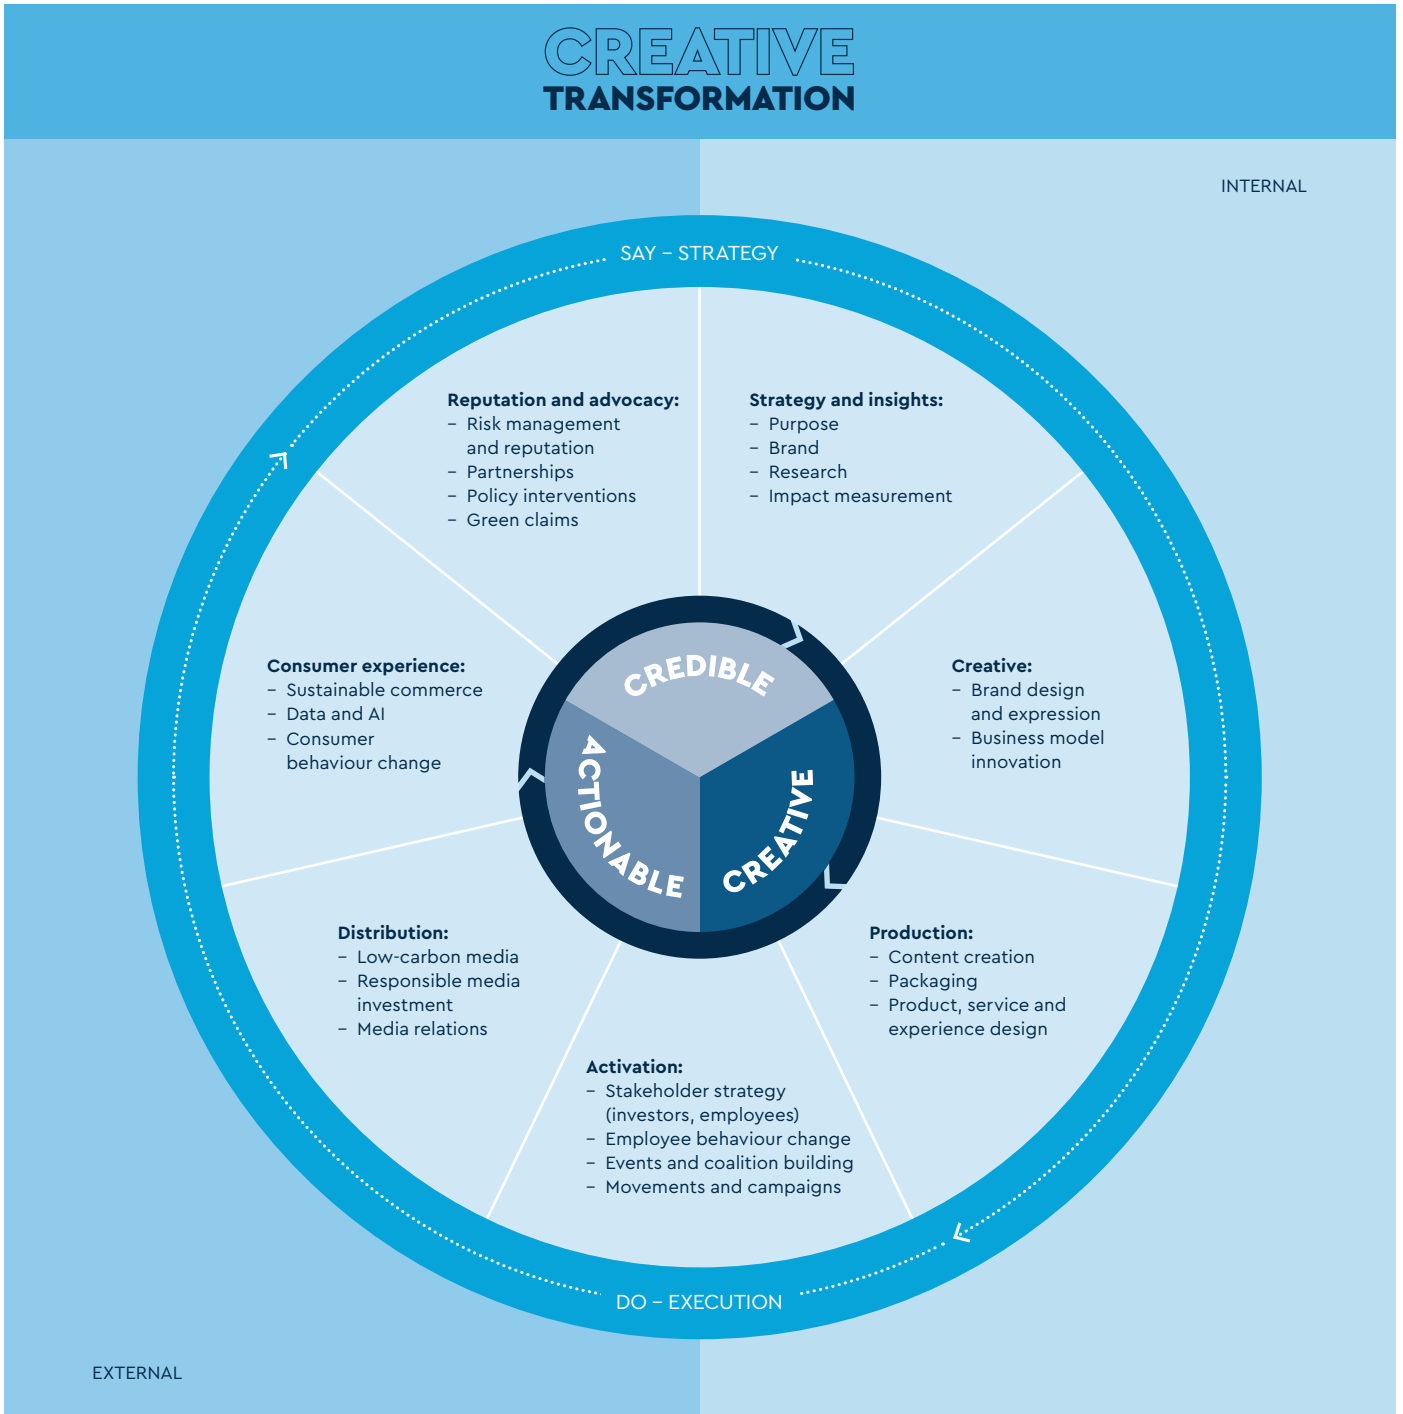 CREATIVE
TRANSFORMATION
INTERNAL
SAY – STRATEGY
Reputation and advocacy:
– Risk management
and reputation
– Partnerships
– Policy interventions
– Green claims
Strategy and insights:
– Purpose
– Brand
– Research
– Impact measurement
Consumer experience:
– Sustainable commerce
– Data and AI
– Consumer
behaviour change
CREDIBLE
ACTIONABLE
CREATIVE
Creative:
– Brand design
and expression
– Business model
innovation
Distribution:
– Low-carbon media
– Responsible media
investment
– Media relations
Production:
– Content creation
– Packaging
– Product, service and
experience design
Activation:
– Stakeholder strategy
(investors, employees)
– Employee behaviour change
– Events and coalition building
– Movements and campaigns
DO – EXECUTION
EXTERNAL